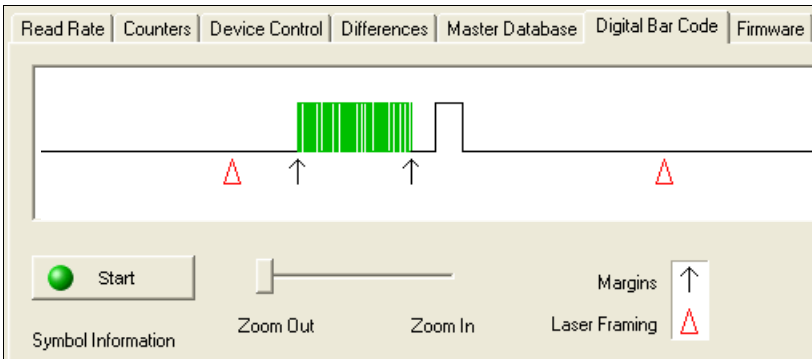 Read Rate Counters Device Control Differences Master Database Digital Bar Code Firmware
Start
Zoom Out Zoom In
Margins
Laser Framing
Symbol Information